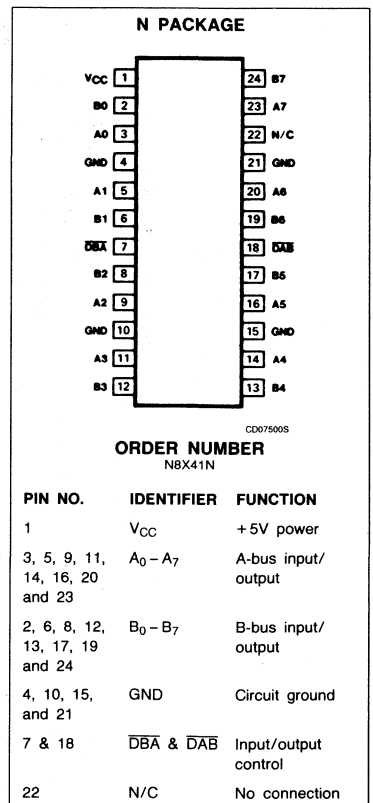 N PACKAGE
VCC 1 24 B7
B0 2 23 A7
A0 3 22 N/C
GND 4 21 GND
A1 5 20 A6
B1 6 19 B6
D̅B̅A̅ 7 18 D̅A̅B̅
B2 8 17 B5
A2 9 16 A5
GND 10 15 GND
A3 11 14 A4
B3 12 13 B4
CD07500S
ORDER NUMBER
N8X41N
PIN NO. IDENTIFIER FUNCTION
1 VCC +5V power
3, 5, 9, 11, A0 – A7 A-bus input/
14, 16, 20 output
and 23
2, 6, 8, 12, B0 – B7 B-bus input/
13, 17, 19 output
and 24
4, 10, 15, GND Circuit ground
and 21
7 & 18 D̅B̅A̅ & D̅A̅B̅ Input/output
control
22 N/C No connection